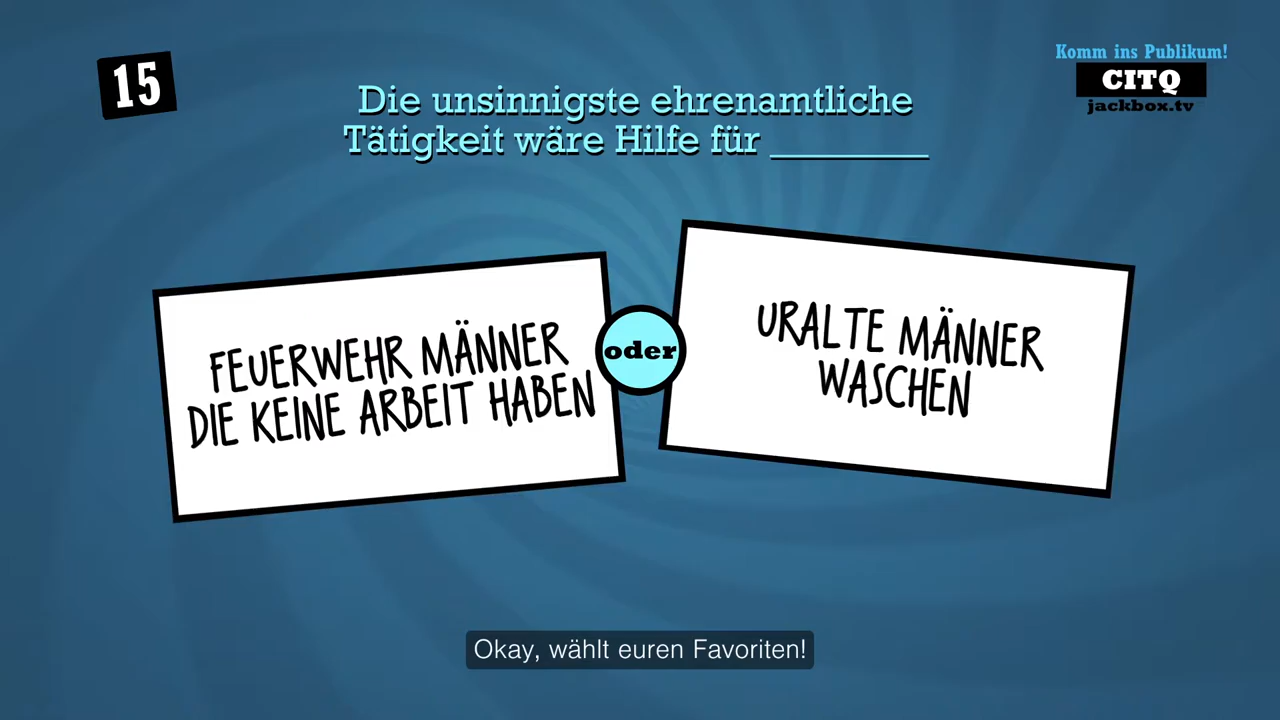 15
Komm ins Publikum!
CITQ
jackbox.tv
Die unsinnigste ehrenamtliche
Tätigkeit wäre Hilfe für ________
FEUERWEHR MÄNNER
DIE KEINE ARBEIT HABEN
oder
URALTE MÄNNER
WASCHEN
Okay, wählt euren Favoriten!